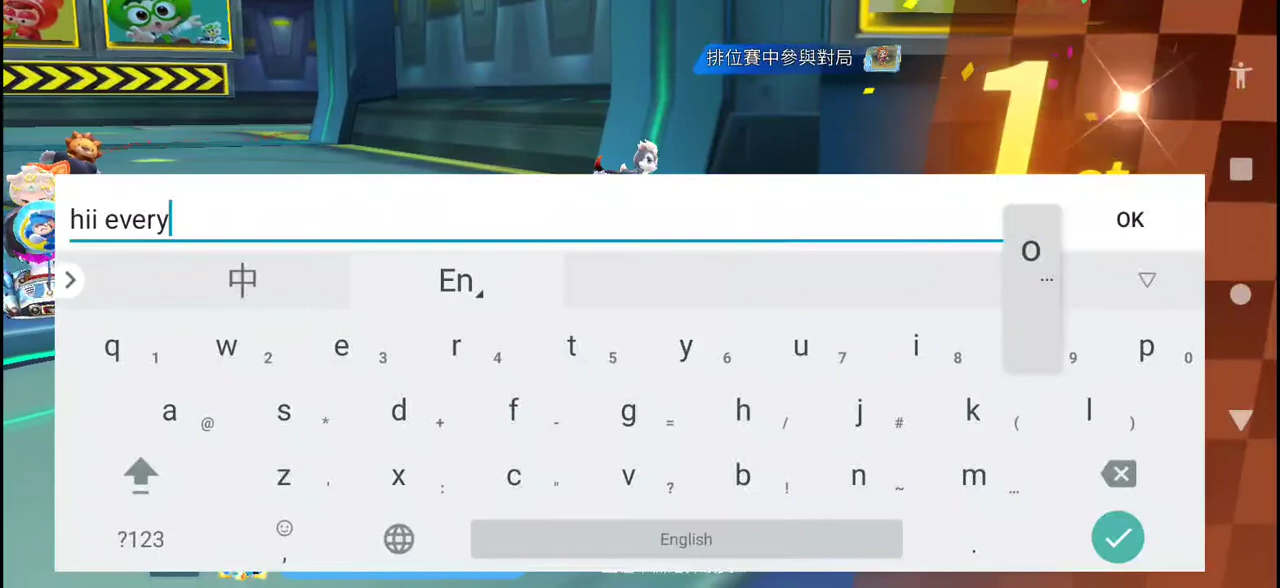 排位賽中參與對局
1st
hii every
OK
o
...
中
En
q 1 w 2 e 3 r 4 t 5 y 6 u 7 i 8 9 p 0
a @ s * d + f - g = h / j # k ( l )
z ' x : c " v ? b ! n ~ m ...
?123 , English .